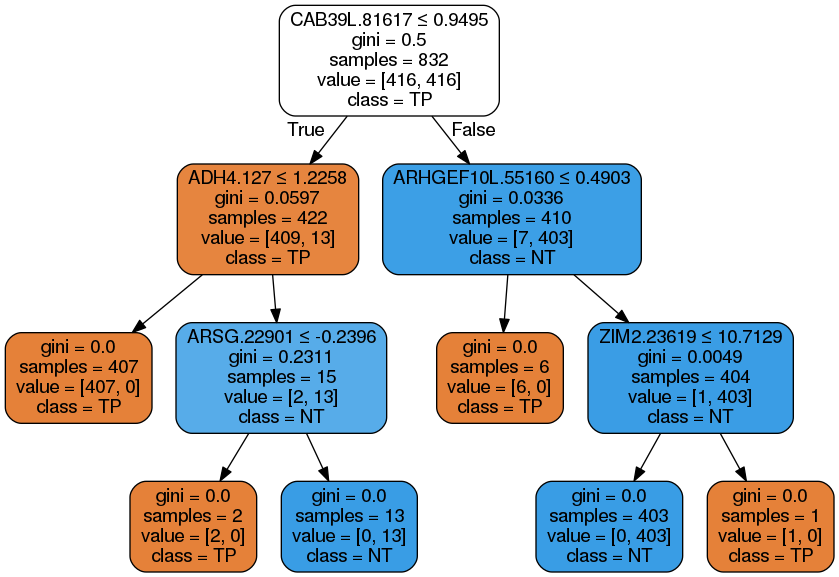 CAB39L.81617 ≤ 0.9495
gini = 0.5
samples = 832
value = [416, 416]
class = TP
True
False
ADH4.127 ≤ 1.2258
gini = 0.0597
samples = 422
value = [409, 13]
class = TP
ARHGEF10L.55160 ≤ 0.4903
gini = 0.0336
samples = 410
value = [7, 403]
class = NT
gini = 0.0
samples = 407
value = [407, 0]
class = TP
ARSG.22901 ≤ -0.2396
gini = 0.2311
samples = 15
value = [2, 13]
class = NT
gini = 0.0
samples = 6
value = [6, 0]
class = TP
ZIM2.23619 ≤ 10.7129
gini = 0.0049
samples = 404
value = [1, 403]
class = NT
gini = 0.0
samples = 2
value = [2, 0]
class = TP
gini = 0.0
samples = 13
value = [0, 13]
class = NT
gini = 0.0
samples = 403
value = [0, 403]
class = NT
gini = 0.0
samples = 1
value = [1, 0]
class = TP